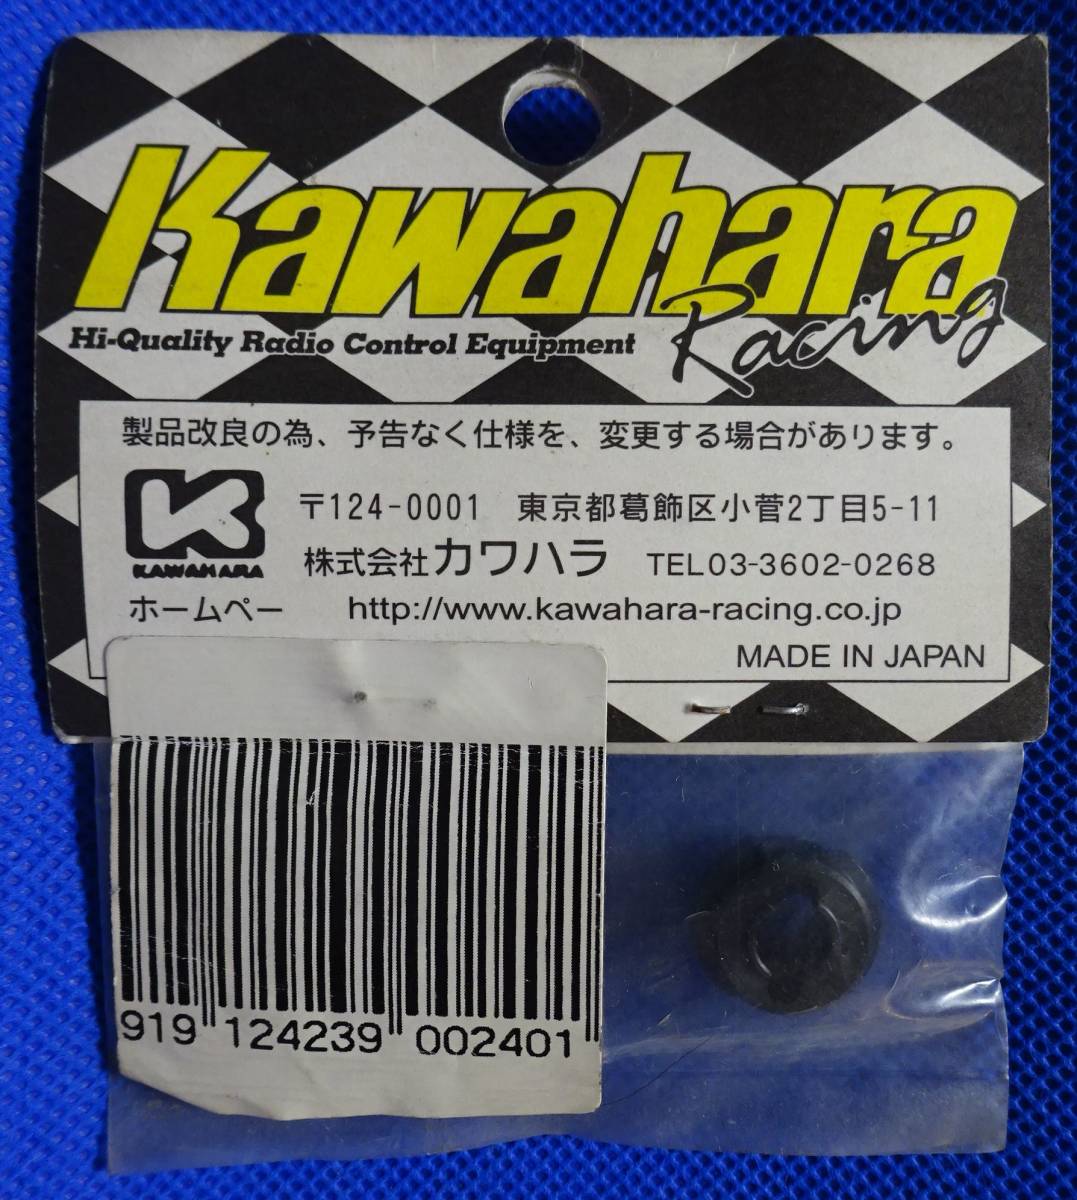 Kawahara
Racing
Hi-Quality Radio Control Equipment
製品改良の為、予告なく仕様を、変更する場合があります。
〒124-0001 東京都葛飾区小菅2丁目5-11
KAWAHARA
株式会社カワハラ TEL03-3602-0268
ホームペー http://www.kawahara-racing.co.jp
MADE IN JAPAN
919 124239 002401